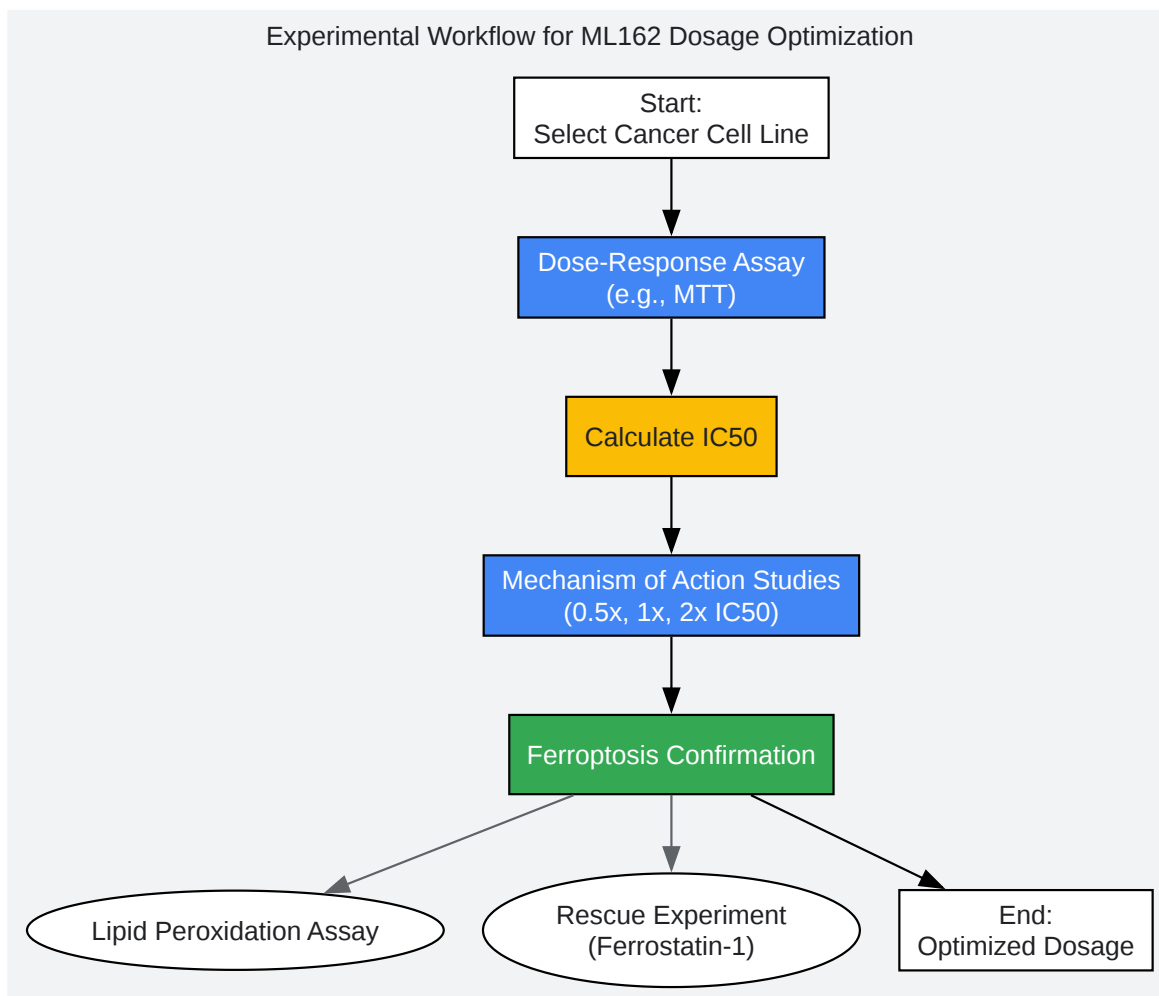 Experimental Workflow for ML162 Dosage Optimization
Start:
Select Cancer Cell Line
Dose-Response Assay
(e.g., MTT)
Calculate IC50
Mechanism of Action Studies
(0.5x, 1x, 2x IC50)
Ferroptosis Confirmation
Lipid Peroxidation Assay
Rescue Experiment
(Ferrostatin-1)
End:
Optimized Dosage